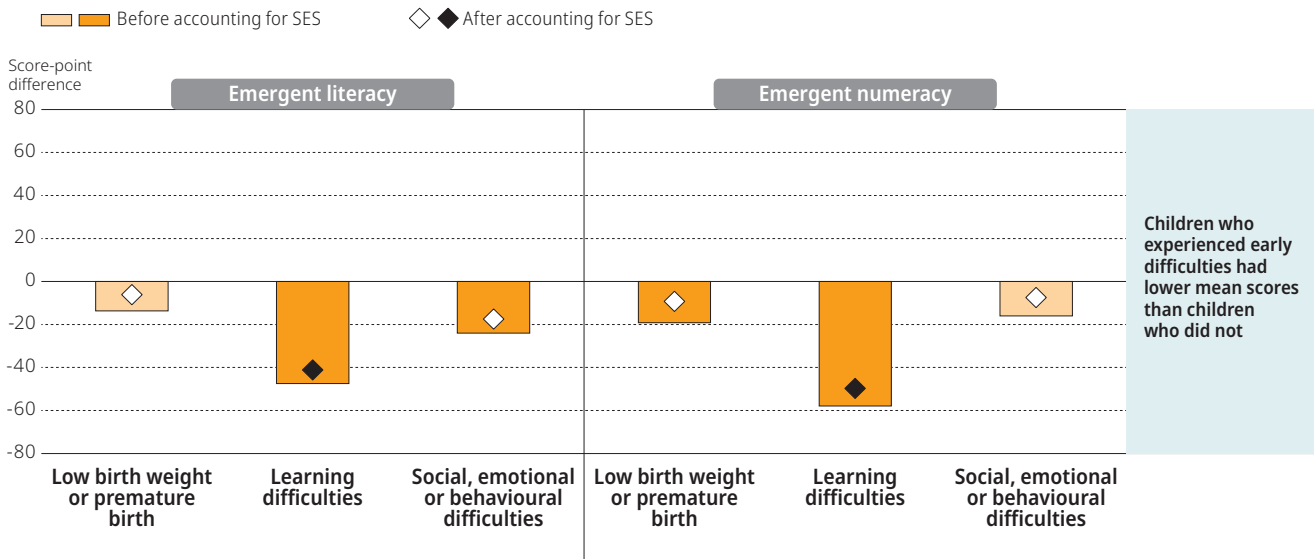 Before accounting for SES
After accounting for SES
Score-point
difference
Emergent literacy
Emergent numeracy
80
60
40
20
0
-20
-40
-60
-80
Children who
experienced early
difficulties had
lower mean scores
than children
who did not
Low birth weight
or premature
birth
Learning
difficulties
Social, emotional
or behavioural
difficulties
Low birth weight
or premature
birth
Learning
difficulties
Social, emotional
or behavioural
difficulties